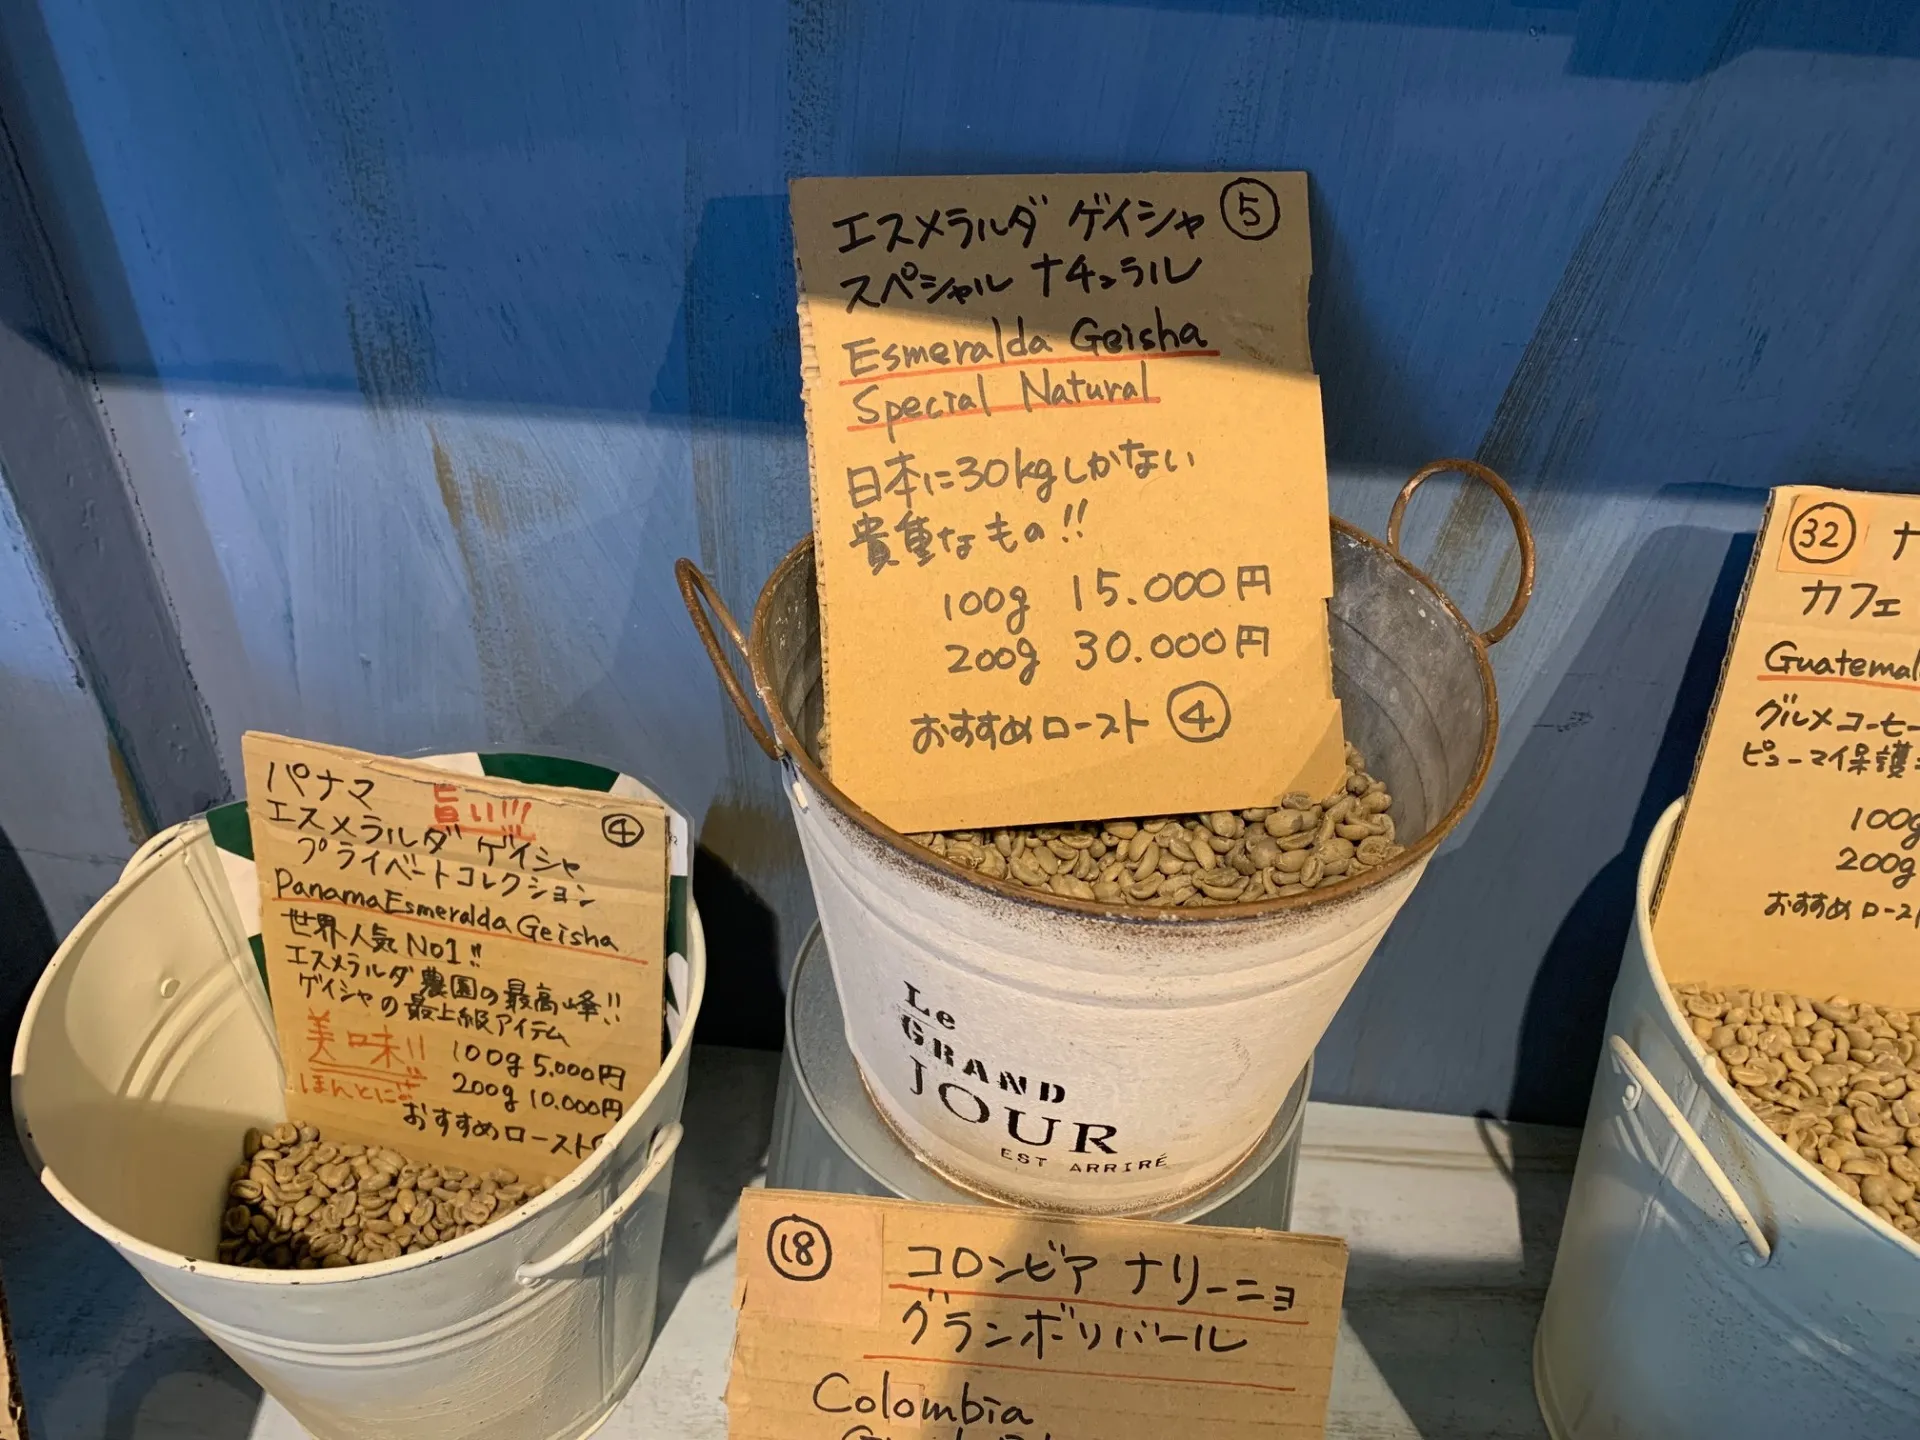 エスメラルダ ゲイシャ ⑤
スペシャル ナチュラル
Esmeralda Geisha
Special Natural
日本に30kgしかない
貴重なもの!!
100g 15.000円
200g 30.000円
おすすめロースト ④
パナマ 旨い!!! ④
エスメラルダ ゲイシャ
プライベートコレクション
Panama Esmeralda Geisha
世界人気No1!!
エスメラルダ農園の最高峰!!
ゲイシャの最上級アイテム
美味!! 100g 5.000円
ほんとに 200g 10.000円
おすすめロースト
Le
GRAND
JOUR
EST ARRIRÉ
⑱ コロンビア ナリーニョ
グランボリバール
Colombia
㉜ ナ
カフェ
Guatemal
グルメコーヒー
ピューマイ保護
100g
200g
おすすめロースト